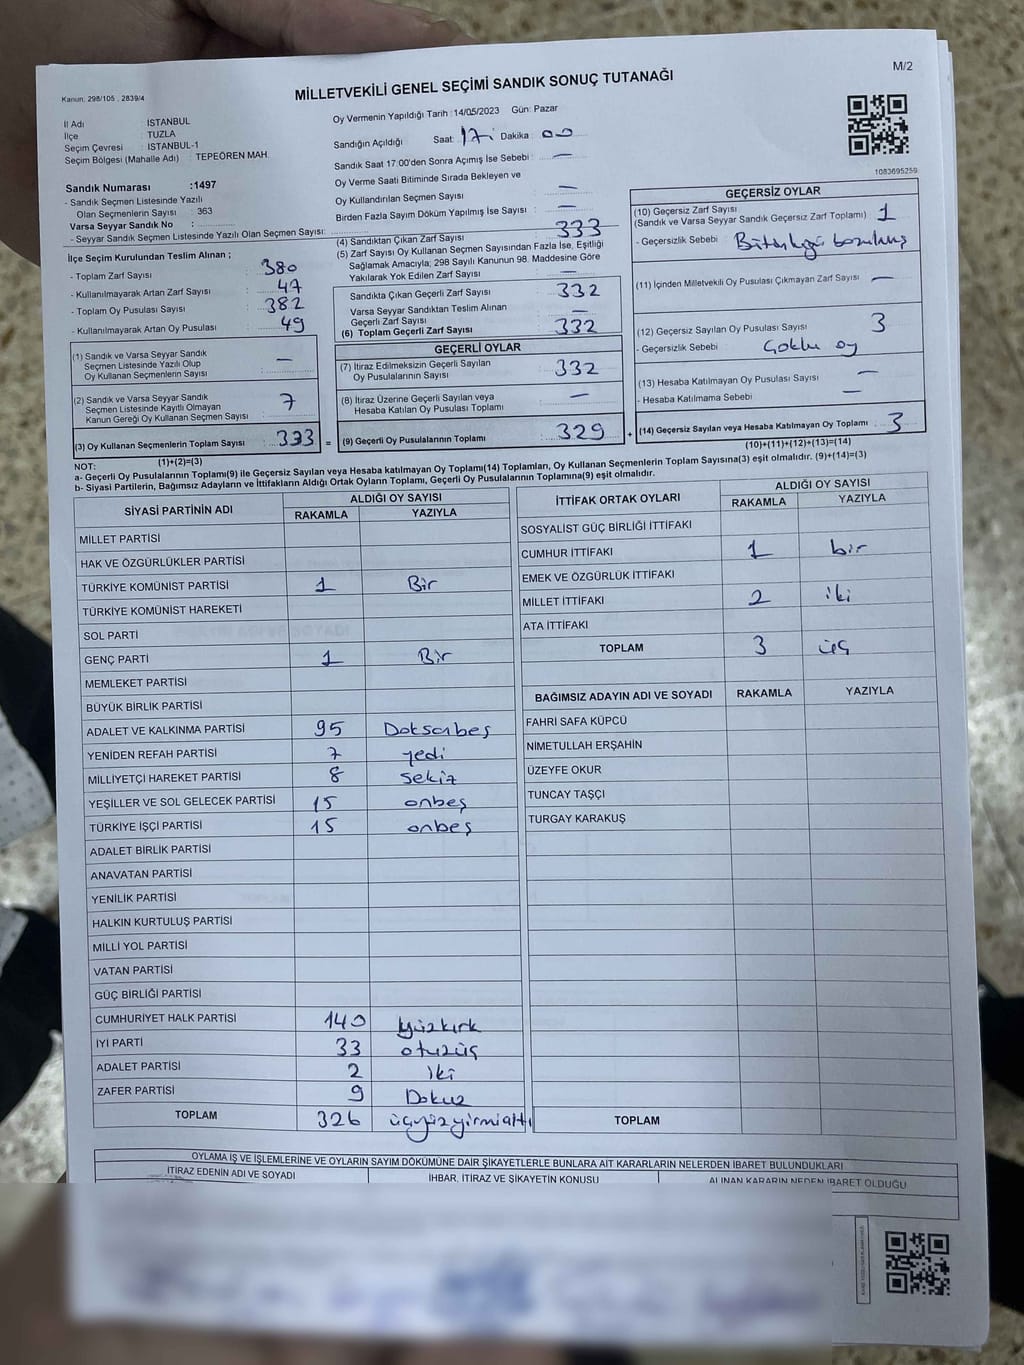 M/2
Kanun: 298/105 , 2839/4
MİLLETVEKİLİ GENEL SEÇİMİ SANDIK SONUÇ TUTANAĞI
İl Adı : İSTANBUL
İlçe : TUZLA
Seçim Çevresi : İSTANBUL-1
Seçim Bölgesi (Mahalle Adı) : TEPEÖREN MAH.
Sandık Numarası :1497
- Sandık Seçmen Listesinde Yazılı
Olan Seçmenlerin Sayısı : 363
Varsa Seyyar Sandık No :
- Seyyar Sandık Seçmen Listesinde Yazılı Olan Seçmen Sayısı:
İlçe Seçim Kurulundan Teslim Alınan ;
- Toplam Zarf Sayısı : 380
- Kullanılmayarak Artan Zarf Sayısı : 47
- Toplam Oy Pusulası Sayısı : 382
- Kullanılmayarak Artan Oy Pusulası : 49
(1) Sandık ve Varsa Seyyar Sandık
Seçmen Listesinde Yazılı Olup
Oy Kullanan Seçmenlerin Sayısı : —
(2) Sandık ve Varsa Seyyar Sandık
Seçmen Listesinde Kayıtlı Olmayan
Kanun Gereği Oy Kullanan Seçmen Sayısı : 7
(3) Oy Kullanan Seçmenlerin Toplam Sayısı : 333 =
(1)+(2)=(3)
Oy Vermenin Yapıldığı Tarih :14/05/2023 Gün: Pazar
Sandığın Açıldığı Saat: 17: Dakika 00
Sandık Saat 17:00'den Sonra Açımış İse Sebebi : —
Oy Verme Saati Bitiminde Sırada Bekleyen ve
Oy Kullandırılan Seçmen Sayısı : —
Birden Fazla Sayım Döküm Yapılmış İse Sayısı : —
(4) Sandıktan Çıkan Zarf Sayısı : 333
(5) Zarf Sayısı Oy Kullanan Seçmen Sayısından Fazla İse, Eşitliği
Sağlamak Amacıyla; 298 Sayılı Kanunun 98. Maddesine Göre
Yakılarak Yok Edilen Zarf Sayısı : —
Sandıkta Çıkan Geçerli Zarf Sayısı : 332
Varsa Seyyar Sandıktan Teslim Alınan
Geçerli Zarf Sayısı : —
(6) Toplam Geçerli Zarf Sayısı : 332
GEÇERLİ OYLAR
(7) İtiraz Edilmeksizin Geçerli Sayılan
Oy Pusulalarının Sayısı : 332
(8) İtiraz Üzerine Geçerli Sayılan veya
Hesaba Katılan Oy Pusulası Toplamı : —
(9) Geçerli Oy Pusulalarının Toplamı : 329 +
1083695259
GEÇERSİZ OYLAR
(10) Geçersiz Zarf Sayısı
(Sandık ve Varsa Seyyar Sandık Geçersiz Zarf Toplamı) : 1
- Geçersizlik Sebebi : Bütünlüğü bozulmuş
(11) İçinden Milletvekili Oy Pusulası Çıkmayan Zarf Sayısı : —
(12) Geçersiz Sayılan Oy Pusulası Sayısı : 3
- Geçersizlik Sebebi : Çoklu oy
(13) Hesaba Katılmayan Oy Pusulası Sayısı : —
- Hesaba Katılmama Sebebi : —
(14) Geçersiz Sayılan veya Hesaba Katılmayan Oy Toplamı : 3
(10)+(11)+(12)+(13)=(14)
NOT:
a- Geçerli Oy Pusulalarının Toplamı(9) ile Geçersiz Sayılan veya Hesaba katılmayan Oy Toplamı(14) Toplamları, Oy Kullanan Seçmenlerin Toplam Sayısına(3) eşit olmalıdır. (9)+(14)=(3)
b- Siyasi Partilerin, Bağımsız Adayların ve İttifakların Aldığı Ortak Oyların Toplamı, Geçerli Oy Pusulalarının Toplamına(9) eşit olmalıdır.
SİYASİ PARTİNİN ADI ALDIĞI OY SAYISI
RAKAMLA YAZIYLA
MİLLET PARTİSİ
HAK VE ÖZGÜRLÜKLER PARTİSİ
TÜRKİYE KOMÜNİST PARTİSİ 1 Bir
TÜRKİYE KOMÜNİST HAREKETİ
SOL PARTİ
GENÇ PARTİ 1 Bir
MEMLEKET PARTİSİ
BÜYÜK BİRLİK PARTİSİ
ADALET VE KALKINMA PARTİSİ 95 Doksanbeş
YENİDEN REFAH PARTİSİ 7 yedi
MİLLİYETÇİ HAREKET PARTİSİ 8 sekiz
YEŞİLLER VE SOL GELECEK PARTİSİ 15 onbeş
TÜRKİYE İŞÇİ PARTİSİ 15 onbeş
ADALET BİRLİK PARTİSİ
ANAVATAN PARTİSİ
YENİLİK PARTİSİ
HALKIN KURTULUŞ PARTİSİ
MİLLİ YOL PARTİSİ
VATAN PARTİSİ
GÜÇ BİRLİĞİ PARTİSİ
CUMHURİYET HALK PARTİSİ 140 yüzkırk
İYİ PARTİ 33 otuzüç
ADALET PARTİSİ 2 iki
ZAFER PARTİSİ 9 Dokuz
TOPLAM 326 üçyüzyirmialtı
İTTİFAK ORTAK OYLARI ALDIĞI OY SAYISI
RAKAMLA YAZIYLA
SOSYALİST GÜÇ BİRLİĞİ İTTİFAKI
CUMHUR İTTİFAKI 1 bir
EMEK VE ÖZGÜRLÜK İTTİFAKI
MİLLET İTTİFAKI 2 iki
ATA İTTİFAKI
TOPLAM 3 üç
BAĞIMSIZ ADAYIN ADI VE SOYADI RAKAMLA YAZIYLA
FAHRİ SAFA KÜPCÜ
NİMETULLAH ERŞAHİN
ÜZEYFE OKUR
TUNCAY TAŞÇI
TURGAY KARAKUŞ
TOPLAM
OYLAMA İŞ VE İŞLEMLERİNE VE OYLARIN SAYIM DÖKÜMÜNE DAİR ŞİKAYETLERLE BUNLARA AİT KARARLARIN NELERDEN İBARET BULUNDUKLARI
İTİRAZ EDENİN ADI VE SOYADI İHBAR, İTİRAZ VE ŞİKAYETİN KONUSU ALINAN KARARIN NEDEN İBARET OLDUĞU